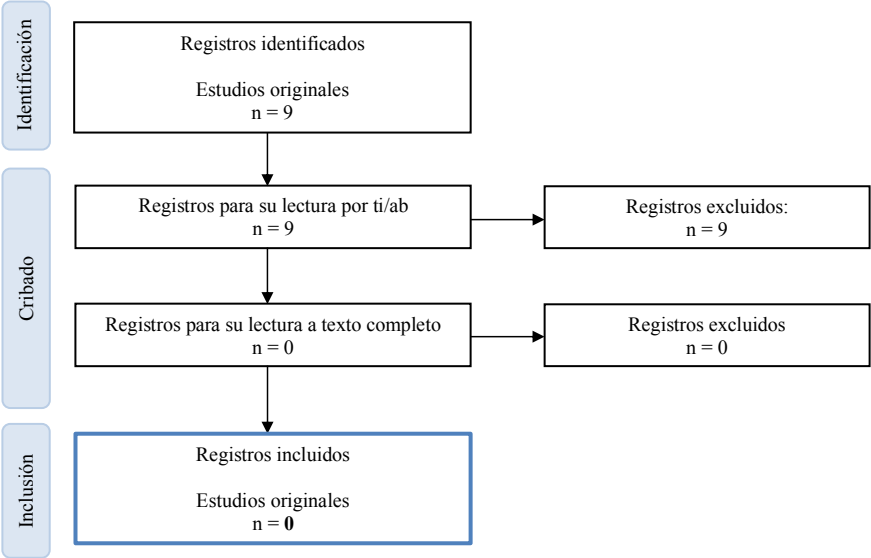 Identificación
Registros identificados
Estudios originales
n = 9
Cribado
Registros para su lectura por ti/ab
n = 9
Registros excluidos:
n = 9
Registros para su lectura a texto completo
n = 0
Registros excluidos
n = 0
Inclusión
Registros incluidos
Estudios originales
n = 0